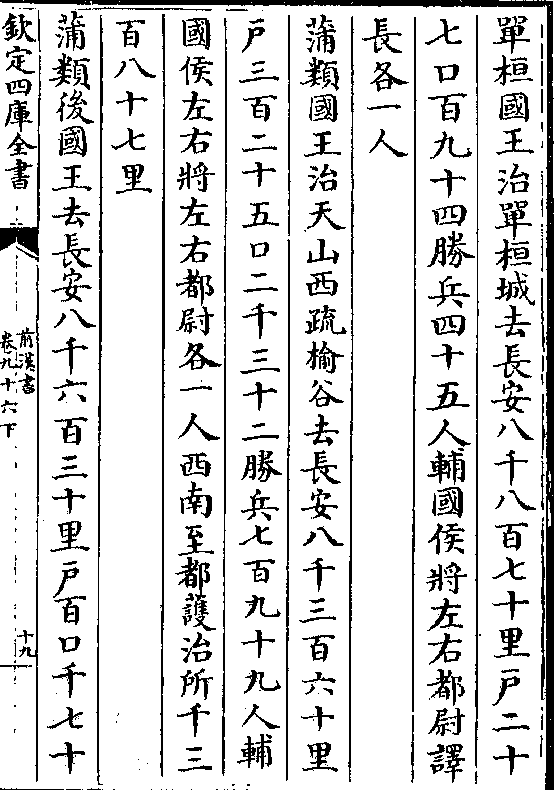 單桓國王治單桓城去長安八千八百七十里戸二十
七口百九十四勝兵四十五人輔國侯將左右都尉譯
長各一人
蒲類國王治天山西疏榆谷去長安八千三百六十里
戸三百二十五口二千三十二勝兵七百九十九人輔
國侯左右將左右都尉各一人西南至都護治所千三
百八十七里
蒲類後國王去長安八千六百三十里戸百口千七十
欽定四庫全書
前漢書
卷九十六下
十九